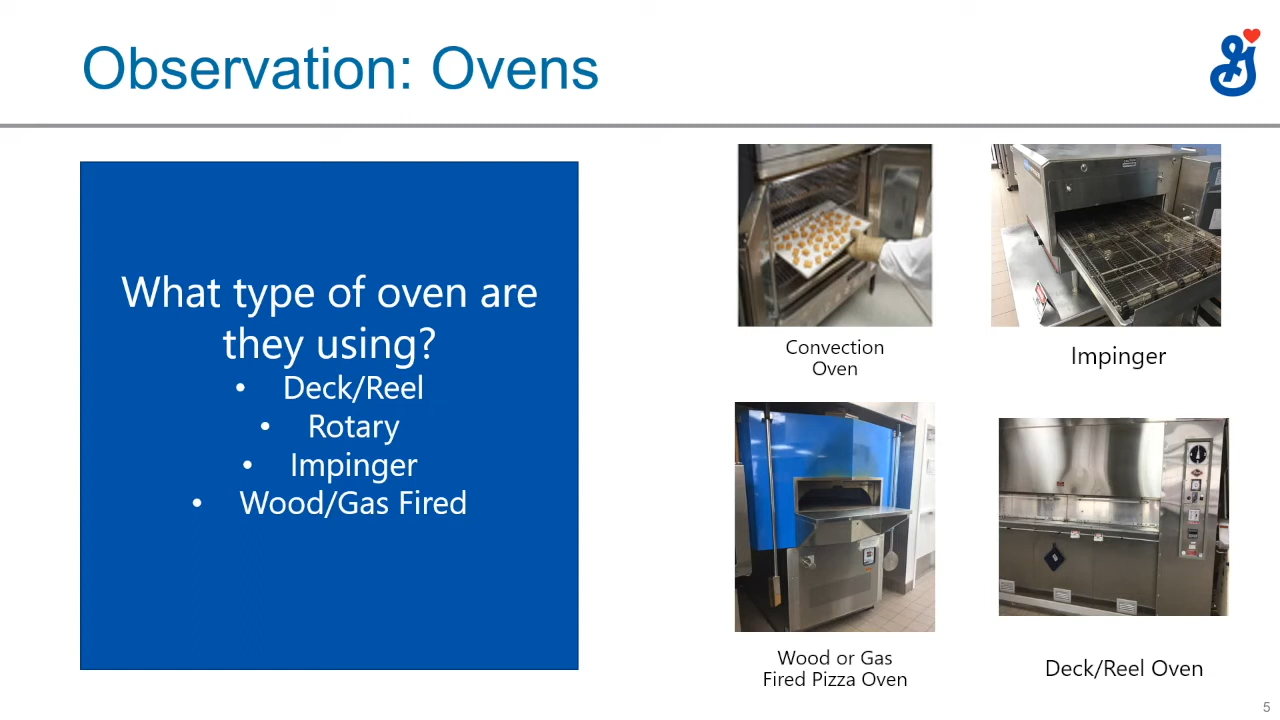 Observation: Ovens
What type of oven are
they using?
• Deck/Reel
• Rotary
• Impinger
• Wood/Gas Fired
Convection
Oven
Impinger
Wood or Gas
Fired Pizza Oven
Deck/Reel Oven
5